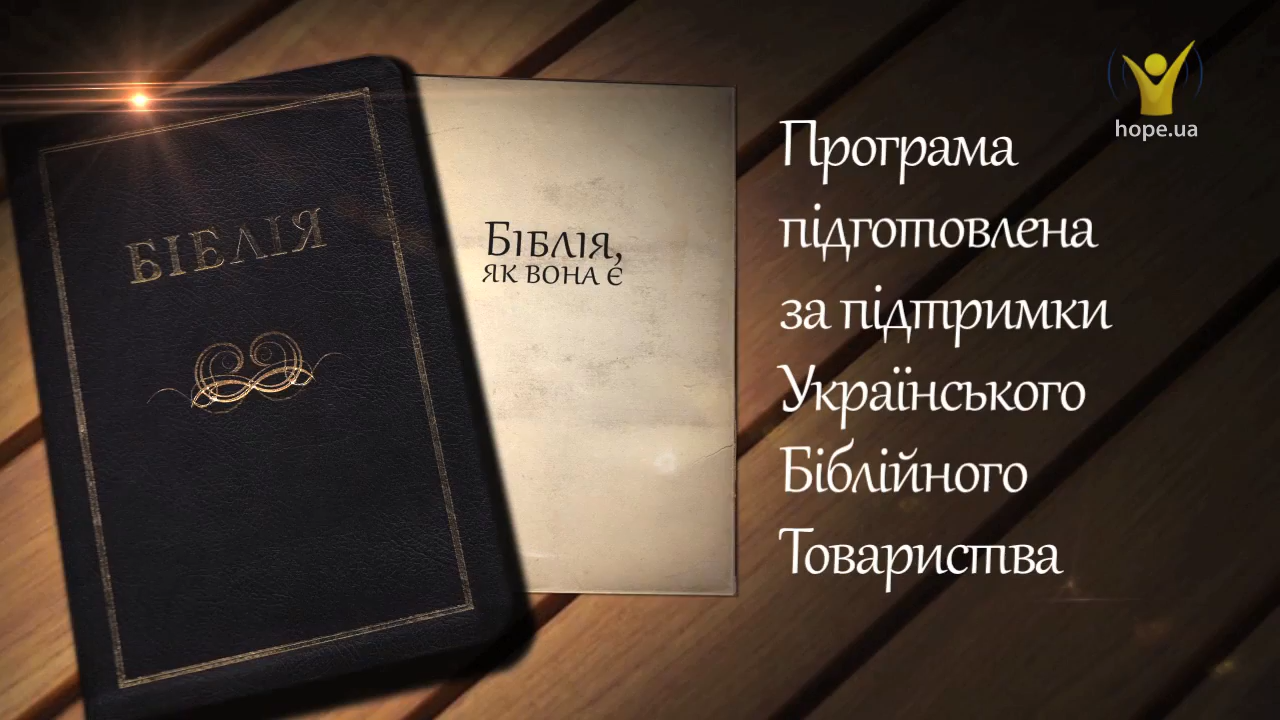 БІБЛІЯ
Біблія,
як вона є
hope.ua
Програма
підготовлена
за підтримки
Українського
Біблійного
Товариства